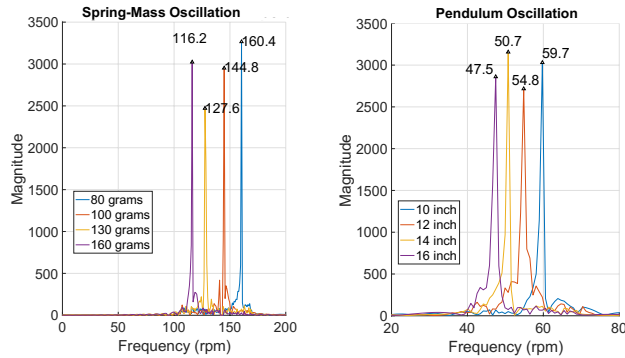 Spring-Mass Oscillation
3500
3000
2500
2000
1500
1000
500
0
Magnitude
116.2
160.4
144.8
127.6
80 grams
100 grams
130 grams
160 grams
0 50 100 150 200
Frequency (rpm)
Pendulum Oscillation
3500
3000
2500
2000
1500
1000
500
0
Magnitude
50.7
59.7
47.5
54.8
10 inch
12 inch
14 inch
16 inch
20 40 60 80
Frequency (rpm)